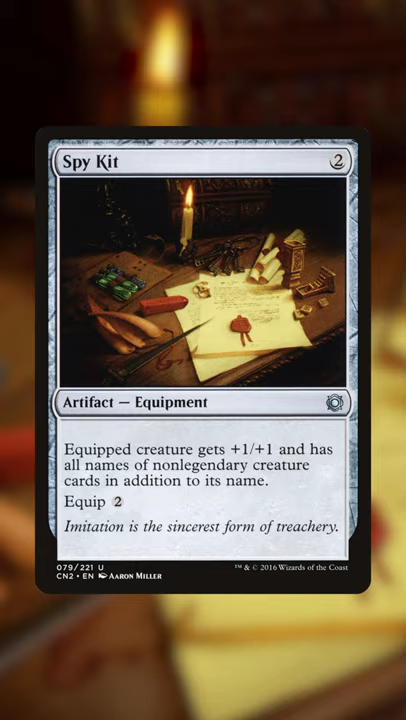 Spy Kit 2
Artifact — Equipment
Equipped creature gets +1/+1 and has
all names of nonlegendary creature
cards in addition to its name.
Equip 2
Imitation is the sincerest form of treachery.
079/221 U
CN2 • EN Aaron Miller
™ & © 2016 Wizards of the Coast